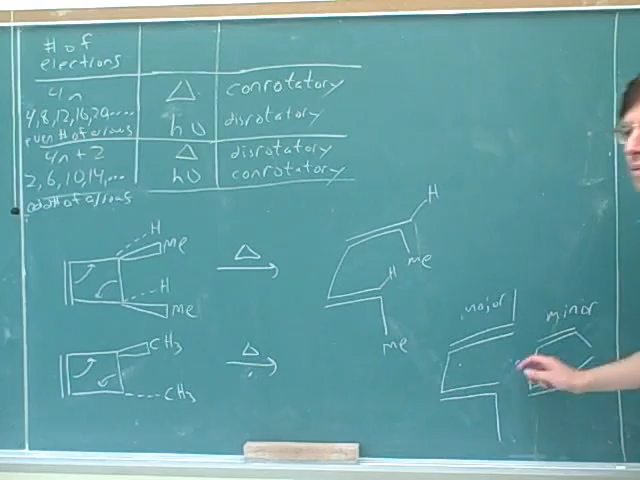 # of
electrons
4n
Δ
conrotatory
4,8,12,16,20,....
hυ
disrotatory
even # of arrows
4n + 2
Δ
disrotatory
2,6,10,14,...
hυ
conrotatory
odd # of arrows
H
Me
H
Me
Δ
H
Me
H
Me
CH3
CH3
Δ
major
minor